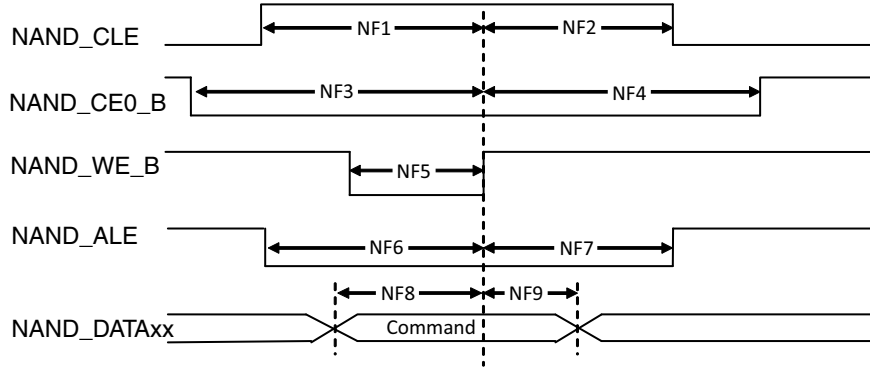 NAND_CLE NF1 NF2
NAND_CE0_B NF3 NF4
NAND_WE_B NF5
NAND_ALE NF6 NF7
NF8 NF9
NAND_DATAxx Command